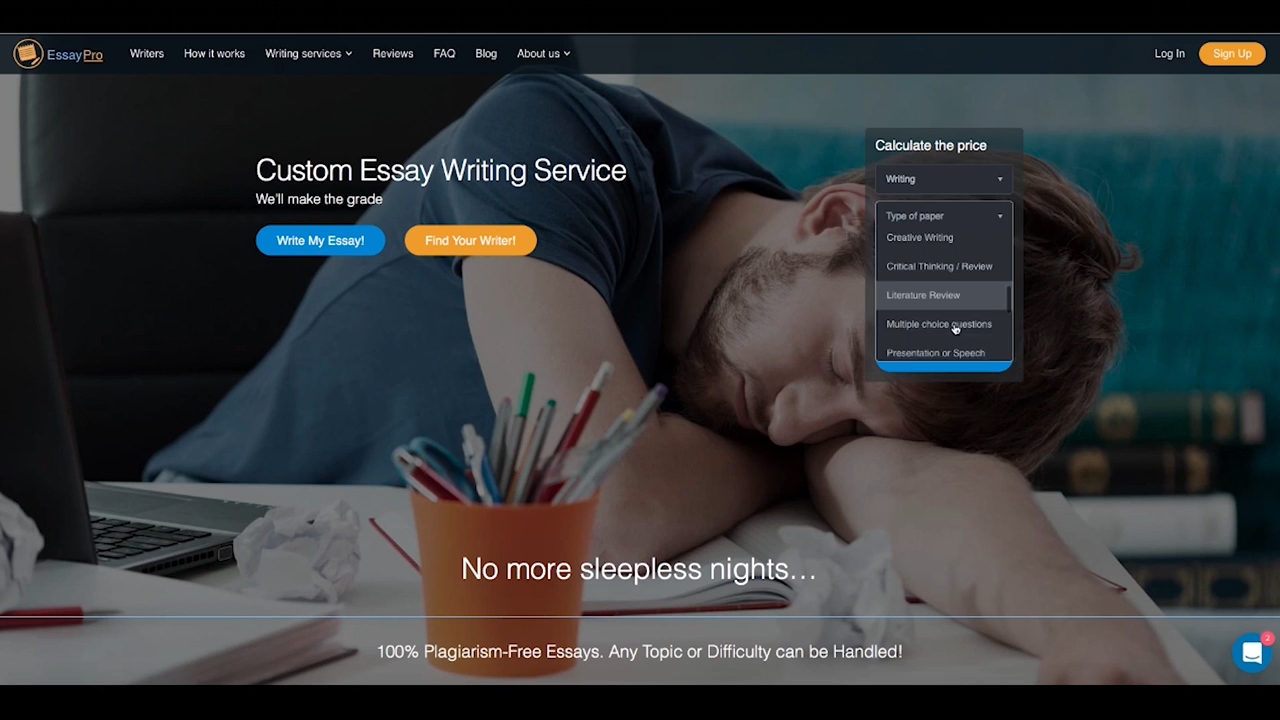 EssayPro
Writers
How it works
Writing services
Reviews
FAQ
Blog
About us
Log In
Sign Up
Custom Essay Writing Service
We'll make the grade
Write My Essay!
Find Your Writer!
Calculate the price
Writing
Type of paper
Creative Writing
Critical Thinking / Review
Literature Review
Multiple choice questions
Presentation or Speech
No more sleepless nights...
100% Plagiarism-Free Essays. Any Topic or Difficulty can be Handled!
2